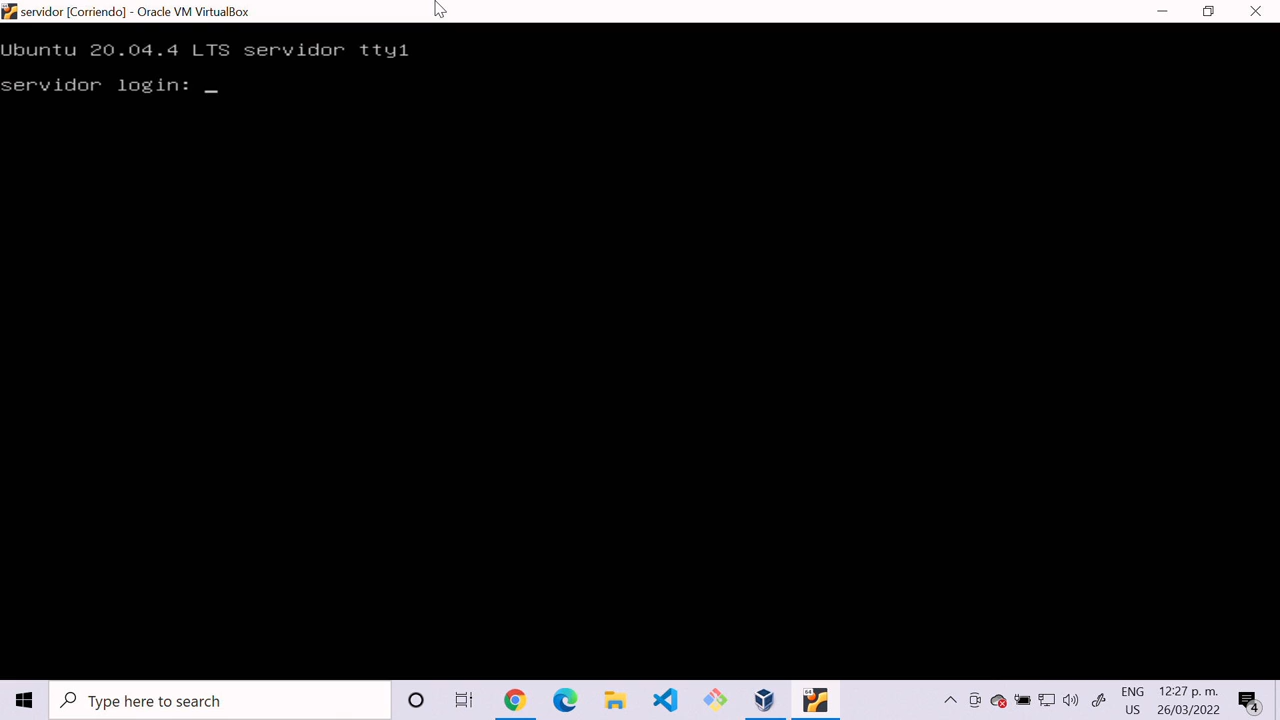 servidor [Corriendo] - Oracle VM VirtualBox
Ubuntu 20.04.4 LTS servidor tty1
servidor login: _
Type here to search
ENG
US
12:27 p. m.
26/03/2022
4